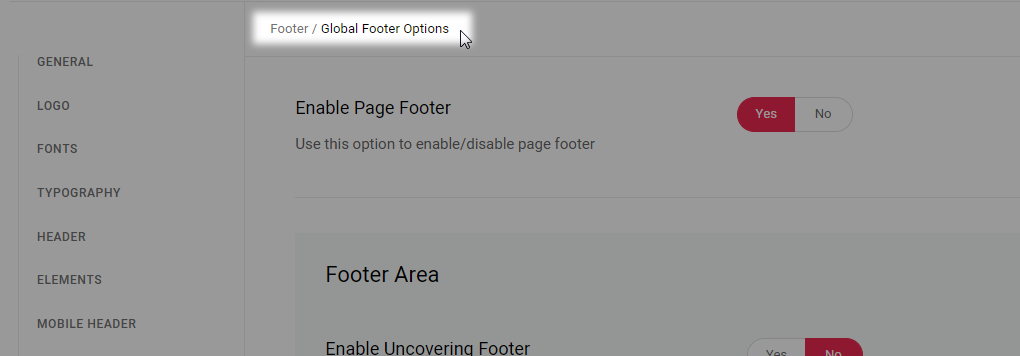 Footer / Global Footer Options
GENERAL
LOGO
FONTS
TYPOGRAPHY
HEADER
ELEMENTS
MOBILE HEADER
Enable Page Footer
Yes No
Use this option to enable/disable page footer
Footer Area
Enable Uncovering Footer
Yes No